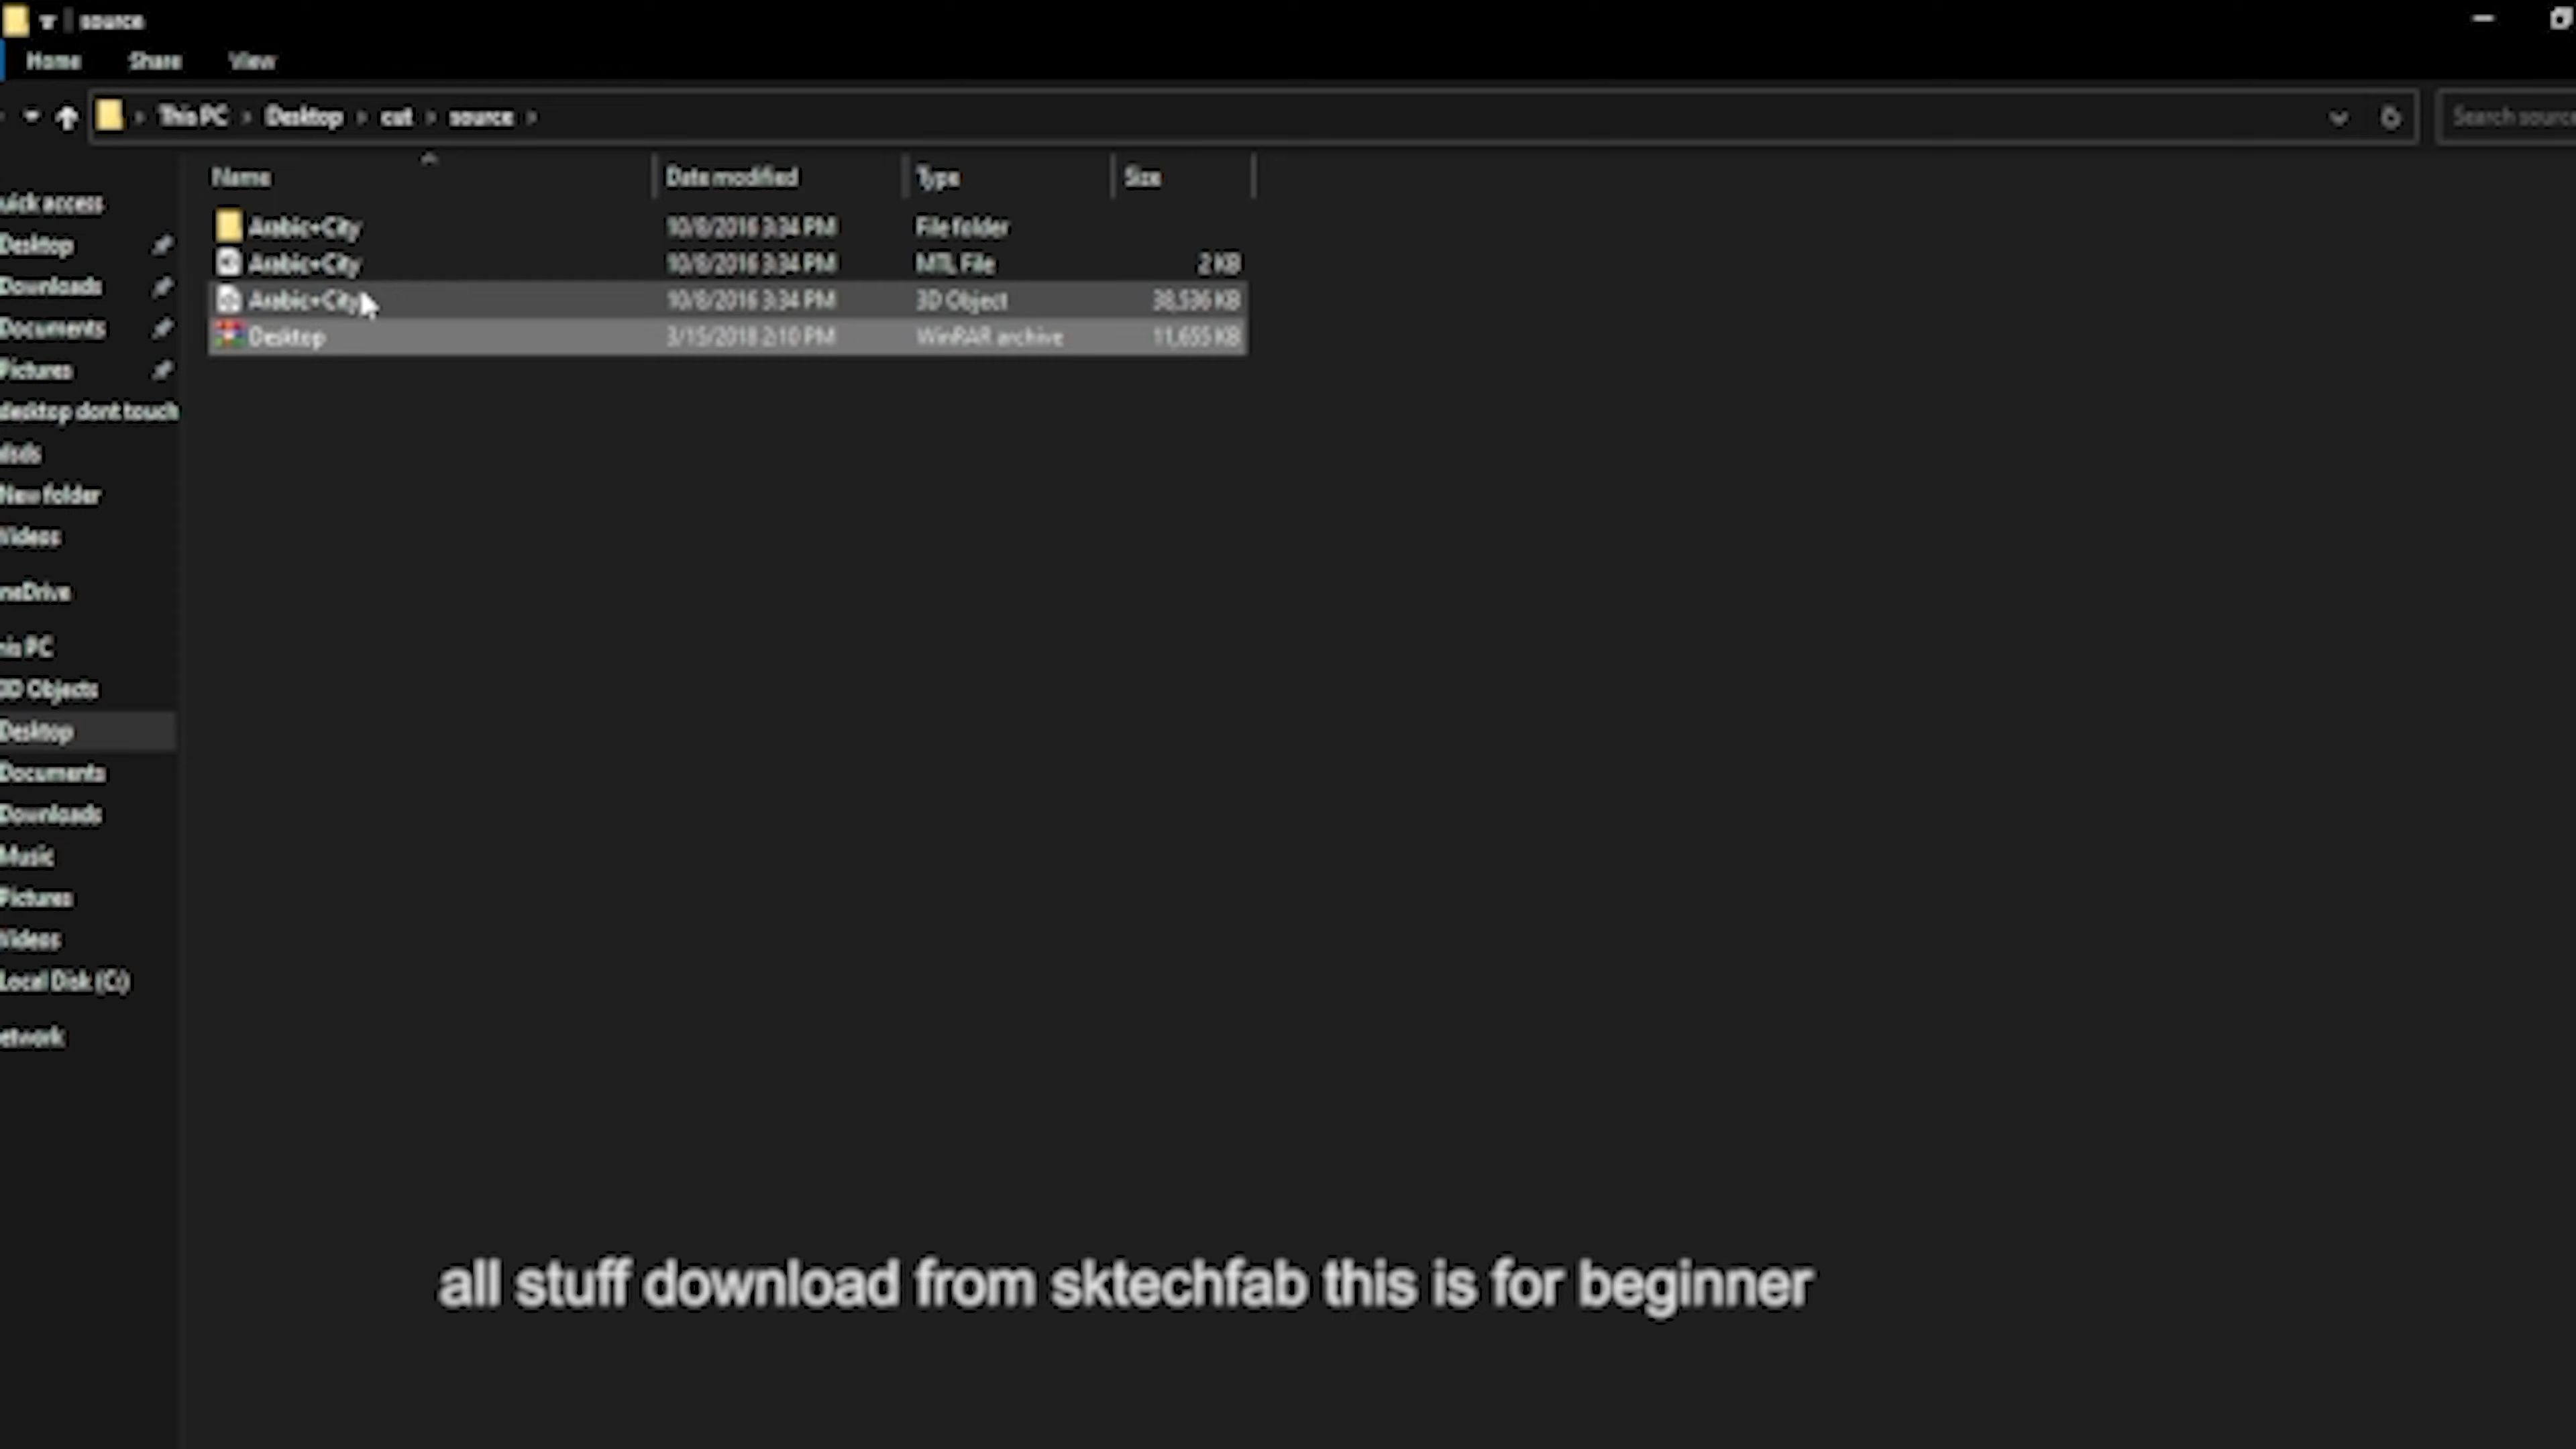 source
Home Share View
This PC Desktop cut source
Search source
Name Date modified Type Size
Arabic+City 10/8/2016 3:34 PM File folder
Arabic+City 10/8/2016 3:34 PM MTL File 2 KB
Arabic+City 10/8/2016 3:34 PM 3D Object 38,536 KB
Desktop 3/15/2018 2:10 PM WinRAR archive 11,655 KB
uick access
Desktop
Downloads
Documents
Pictures
desktop dont touch
New folder
Videos
neDrive
his PC
3D Objects
Desktop
Documents
Downloads
Music
Pictures
Videos
Local Disk (C:)
etwork
all stuff download from sktechfab this is for beginner